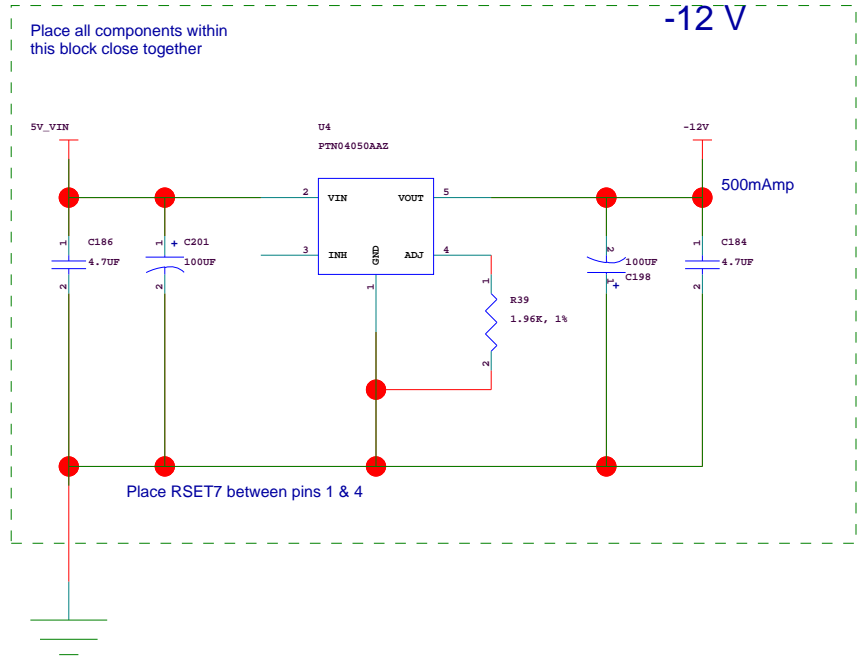 -12 V
Place all components within
this block close together
5V_VIN
U4
PTN04050AAZ
-12V
500mAmp
2
VIN
VOUT
5
3
INH
GND
ADJ
4
1
1
+
C201
100UF
2
1
C186
4.7UF
2
1
R39
1.96K, 1%
2
2
100UF
C198
1
+
1
C184
4.7UF
2
Place RSET7 between pins 1 & 4